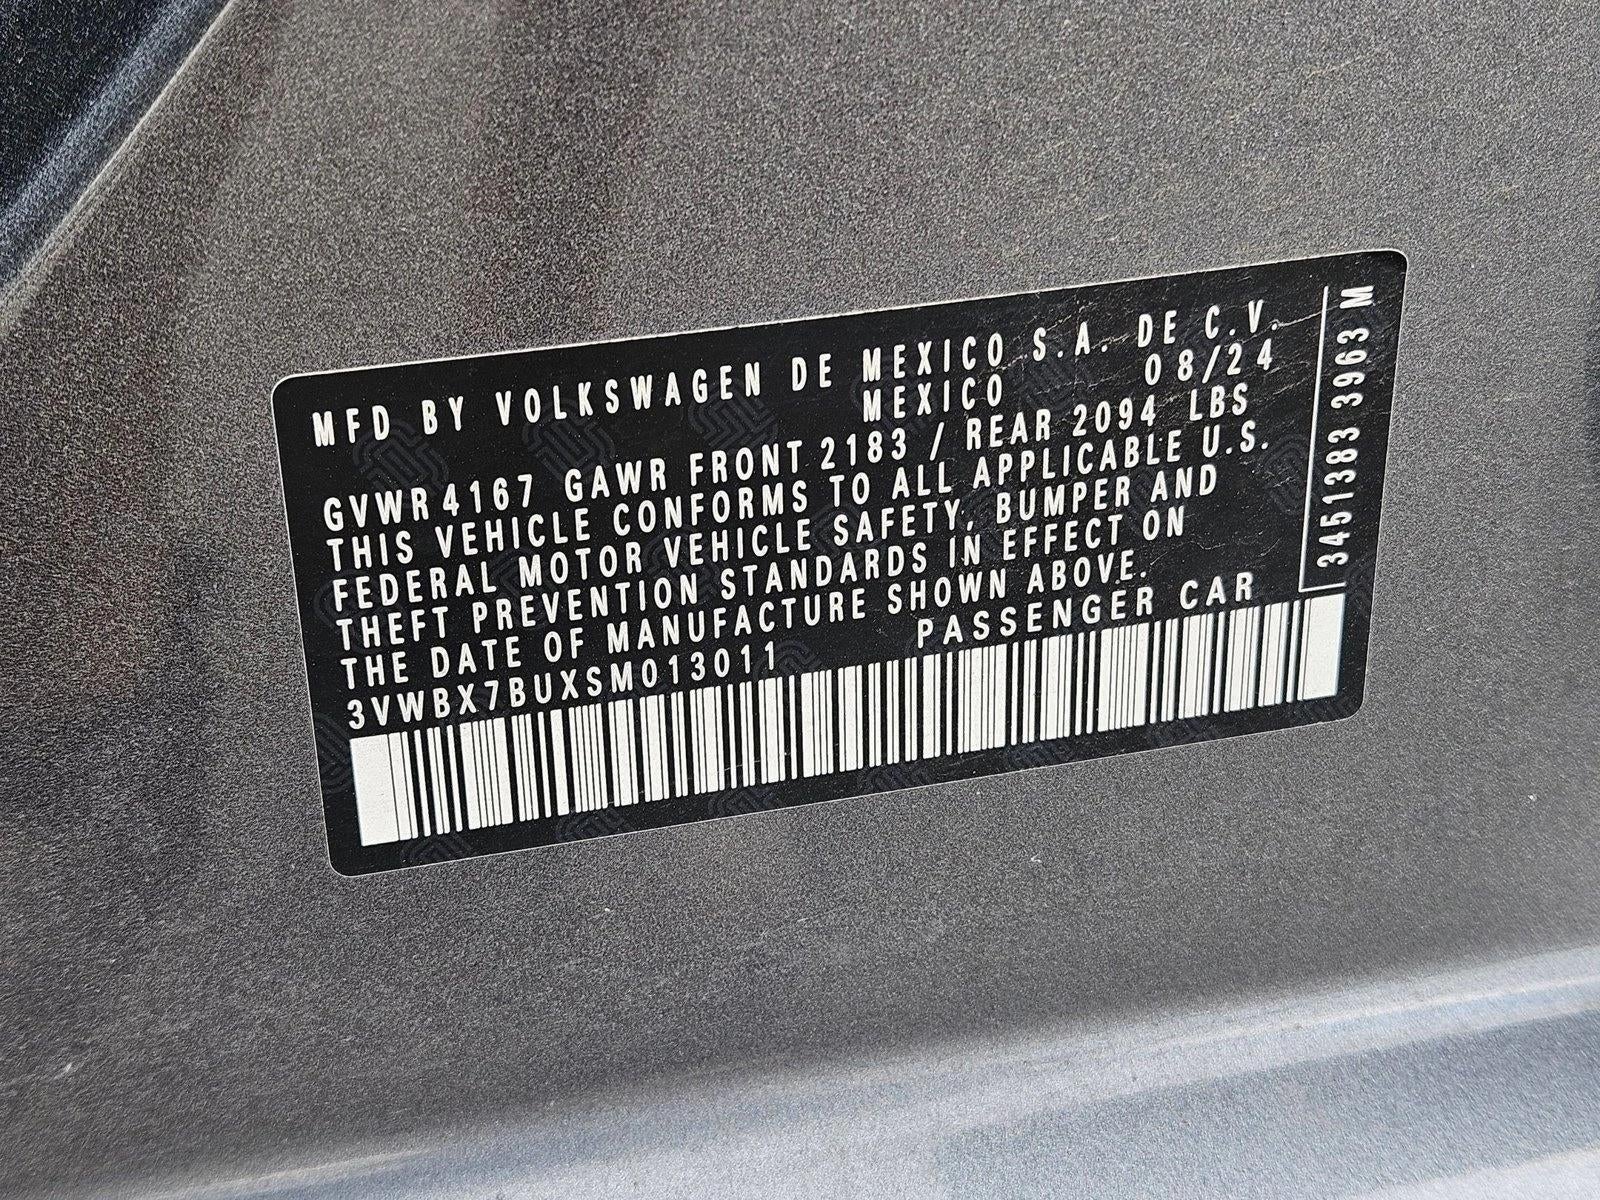 MFD BY VOLKSWAGEN DE MEXICO S.A. DE C.V.
MEXICO 08/24
GVWR 4167 GAWR FRONT 2183 / REAR 2094 LBS
THIS VEHICLE CONFORMS TO ALL APPLICABLE U.S.
FEDERAL MOTOR VEHICLE SAFETY, BUMPER AND
THEFT PREVENTION STANDARDS IN EFFECT ON
THE DATE OF MANUFACTURE SHOWN ABOVE.
3VWBX7BUXSM013011 PASSENGER CAR
3451383 3963 M